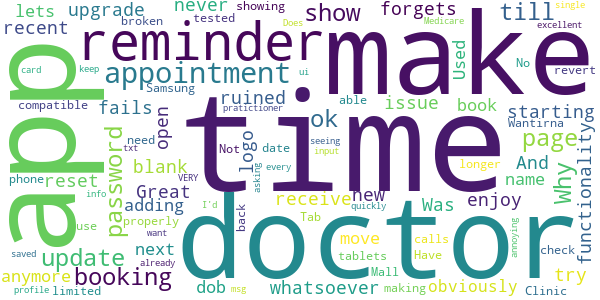 lets
upgrade
never
showing
show
forgets
till
single
excellent
recent
broken
tested
Does
Medicare
reminder
make
card
keep
Samsung
ui
Used
No
revert
app
appointment
compatible
fails
ruined
pratictioner
able
issue
book
starting
Wantirna
time
open
logo
Not
ok
date
seeing
input
every
txt
need
And
page
functionalityg
password
blank
VERY
asking
longer
Why
name
phone
reset
Great
receive
new
Was
enjoy
info
adding
I'd
Tab
quickly
doctor
use
properly
want
back
move
calls
Have
annoying
update
next
already
tablets
Mall
check
anymore
booking
whatsoever
making
obviously
try
saved
profile
limited
dob
msg
Clinic